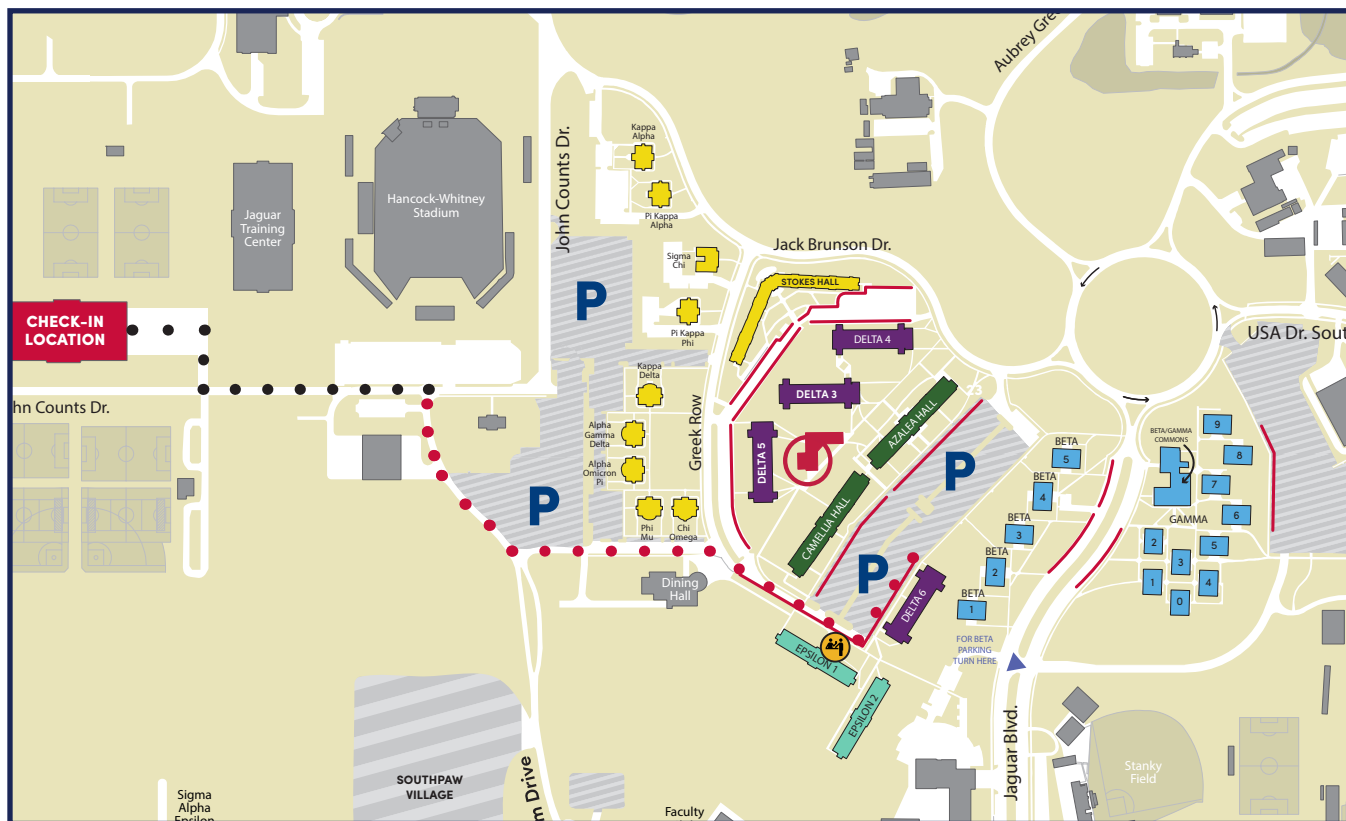 Aubrey Gre
John Counts Dr.
Kappa
Alpha
Pi Kappa
Alpha
Hancock-Whitney
Stadium
Jaguar
Training
Center
Jack Brunson Dr.
Sigma
Chi
STOKES HALL
P
CHECK-IN
LOCATION
Pi Kappa
Phi
DELTA 4
USA Dr. Sout
Kappa
Delta
DELTA 3
23
hn Counts Dr.
Greek Row
AZALEA HALL
Alpha
Gamma
Delta
DELTA 5
BETA
5
BETA/GAMMA
COMMONS
9
8
Alpha
Omicron
Pi
P
BETA
4
7
P
Phi
Mu
Chi
Omega
CAMELLIA HALL
BETA
3
GAMMA
6
2
5
P
BETA
2
3
Dining
Hall
1
4
DELTA 6
BETA
1
0
EPSILON 1
FOR BETA
PARKING
TURN HERE
EPSILON 2
Jaguar Blvd.
SOUTHPAW
VILLAGE
m Drive
Stanky
Field
Sigma
Alpha
Epsilon
Faculty